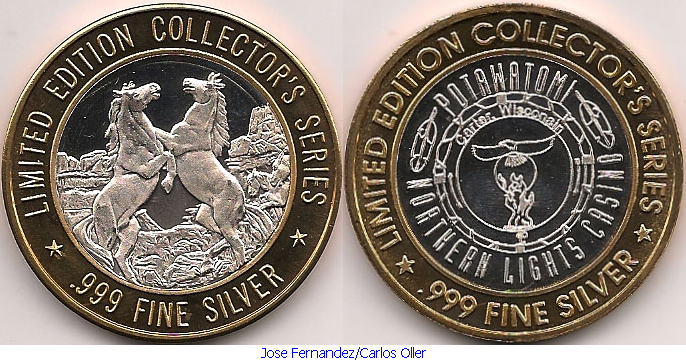 LIMITED EDITION COLLECTOR'S SERIES
.999 FINE SILVER
LIMITED EDITION COLLECTOR'S SERIES
.999 FINE SILVER
POTAWATOMI
Carter, Wisconsin
NORTHERN LIGHTS CASINO
Jose Fernandez/Carlos Oller